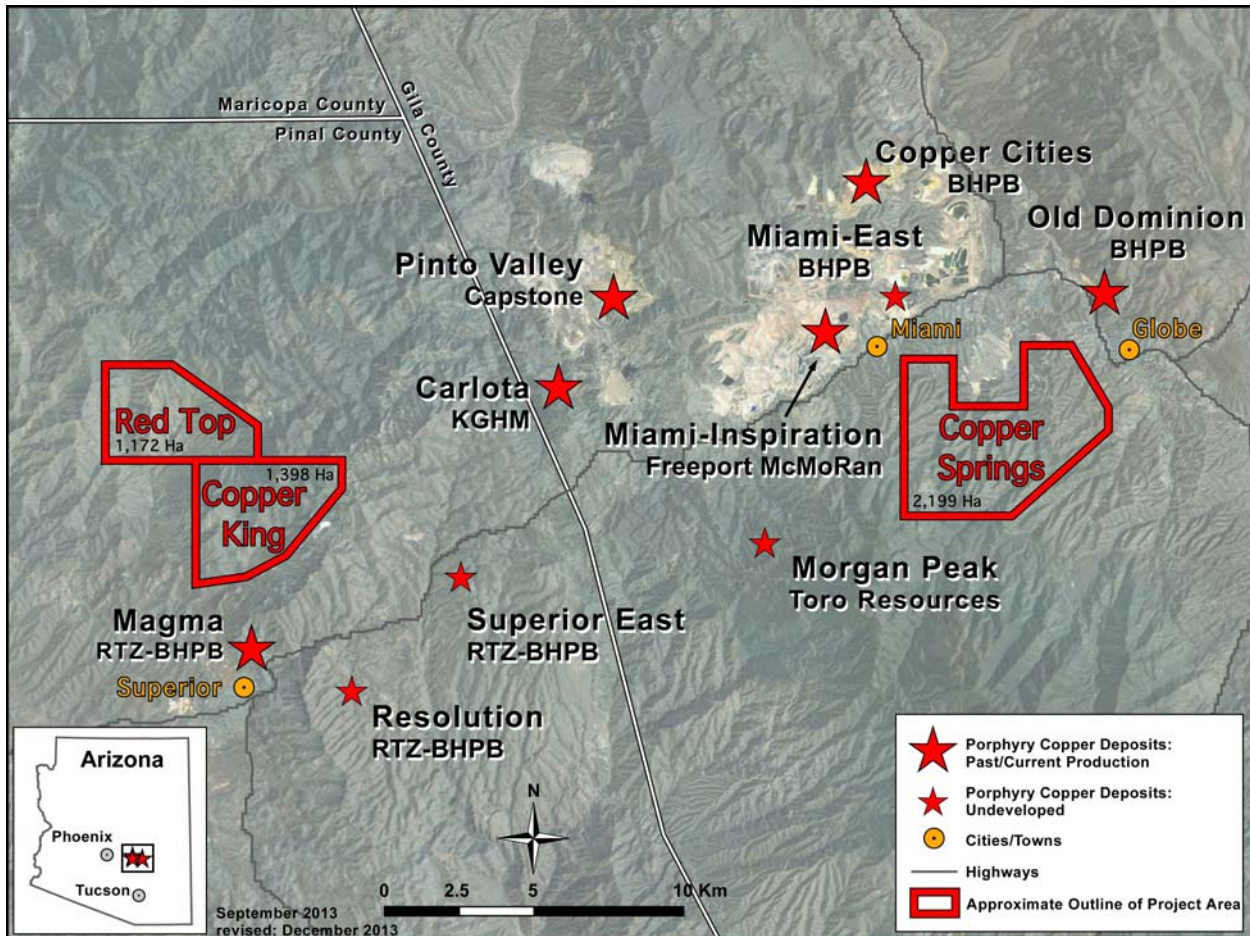 Maricopa County
Pinal County
Gila County
Copper Cities
BHPB
Old Dominion
BHPB
Miami-East
BHPB
Pinto Valley
Capstone
Miami
Globe
Carlota
KGHM
Red Top
1,172 Ha
Miami-Inspiration
Freeport McMoRan
Copper
Springs
2,199 Ha
1,398 Ha
Copper
King
Morgan Peak
Toro Resources
Magma
RTZ-BHPB
Superior East
RTZ-BHPB
Superior
Resolution
RTZ-BHPB
Arizona
Phoenix
Tucson
N
0 2.5 5 10 Km
September 2013
revised: December 2013
Porphyry Copper Deposits:
Past/Current Production
Porphyry Copper Deposits:
Undeveloped
Cities/Towns
Highways
Approximate Outline of Project Area